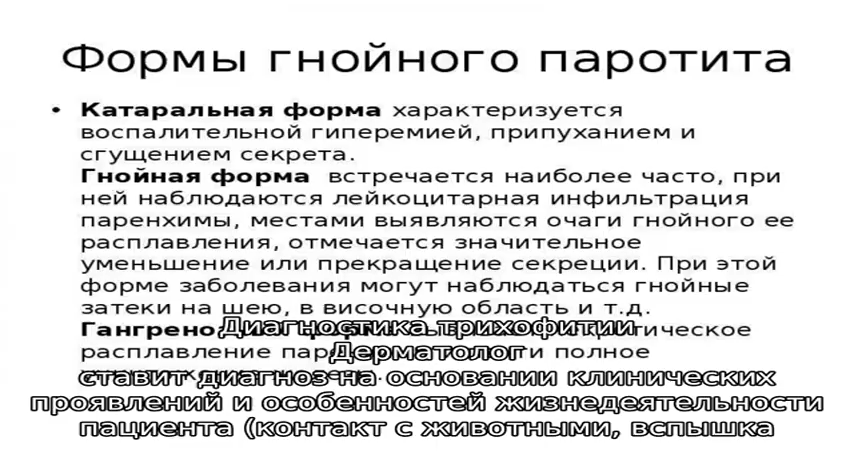 Формы гнойного паротита
• Катаральная форма характеризуется
воспалительной гиперемией, припуханием и
сгущением секрета.
Гнойная форма встречается наиболее часто, при
ней наблюдаются лейкоцитарная инфильтрация
паренхимы, местами выявляются очаги гнойного ее
расплавления, отмечается значительное
уменьшение или прекращение секреции. При этой
форме заболевания могут наблюдаться гнойные
затеки на шею, в височную область и т.д.
Диагностика трихофитии
расплавление полное
Дерматолог
ставит диагноз на основании клинических
проявлений и особенностей жизнедеятельности
пациента (контакт с животными, вспышка